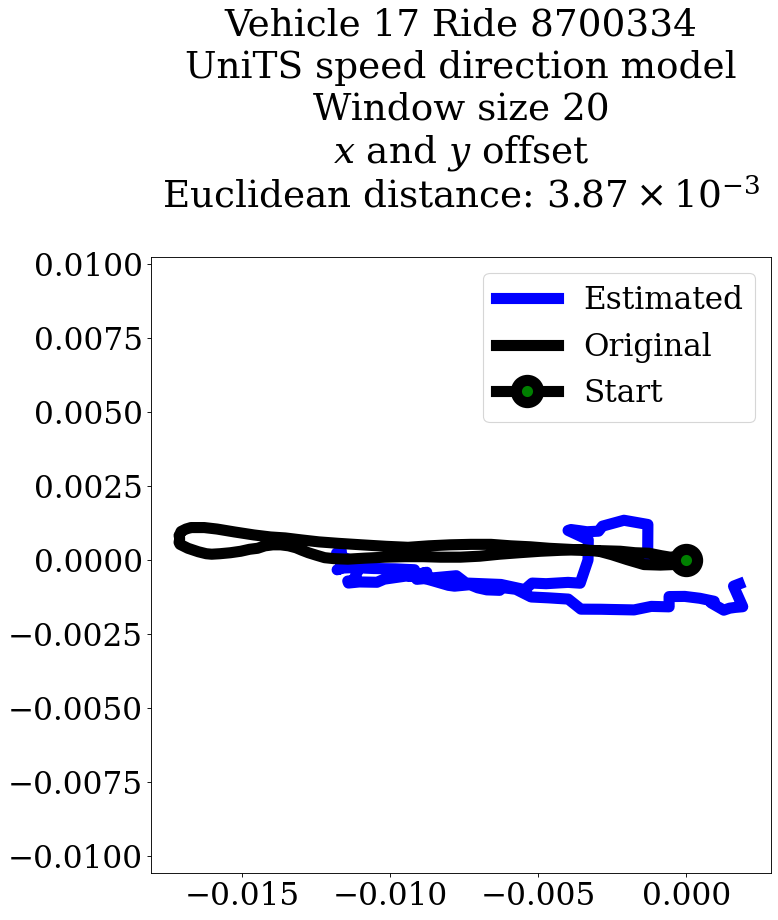 Vehicle 17 Ride 8700334
UniTS speed direction model
Window size 20
x and y offset
Euclidean distance: 3.87 × 10⁻³
0.0100
0.0075
0.0050
0.0025
0.0000
−0.0025
−0.0050
−0.0075
−0.0100
Estimated
Original
Start
−0.015 −0.010 −0.005 0.000